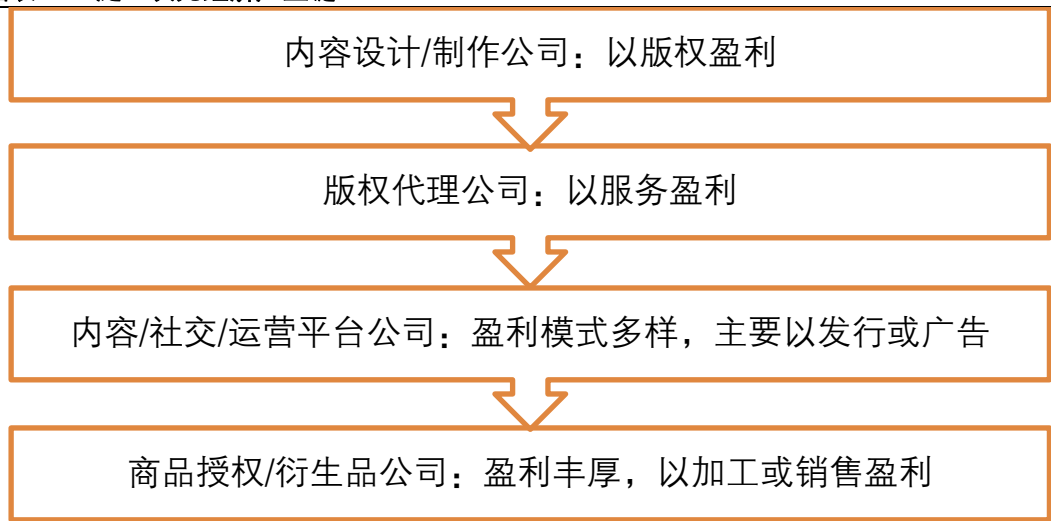 内容设计/制作公司：以版权盈利
版权代理公司：以服务盈利
内容/社交/运营平台公司：盈利模式多样，主要以发行或广告
商品授权/衍生品公司：盈利丰厚，以加工或销售盈利